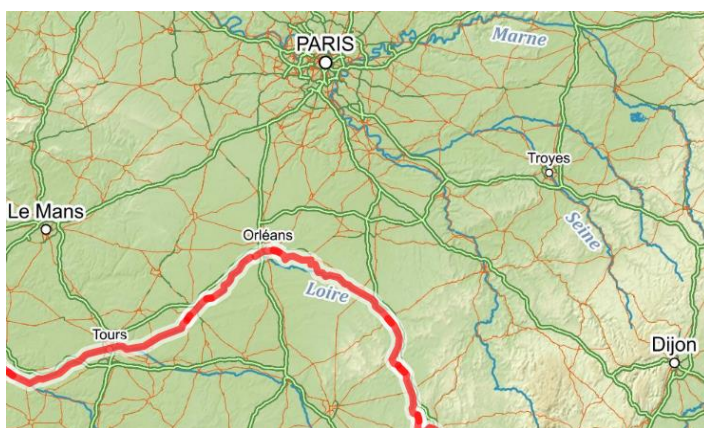 PARIS
Marne
Troyes
Le Mans
Seine
Orléans
Loire
Tours
Dijon